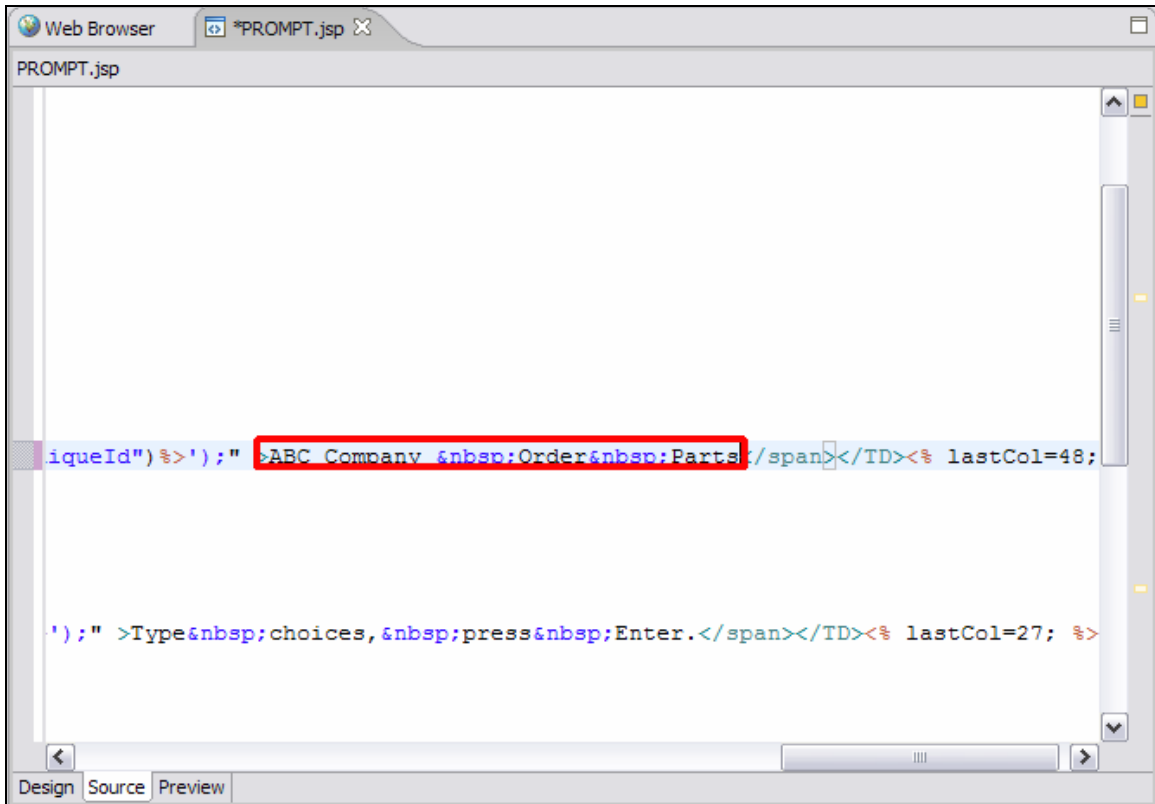 Web Browser *PROMPT.jsp
PROMPT.jsp
iqueId")%>');" >ABC Company &nbsp;Order&nbsp;Parts</span></TD><% lastCol=48;
');" >Type&nbsp;choices,&nbsp;press&nbsp;Enter.</span></TD><% lastCol=27; %>
Design Source Preview